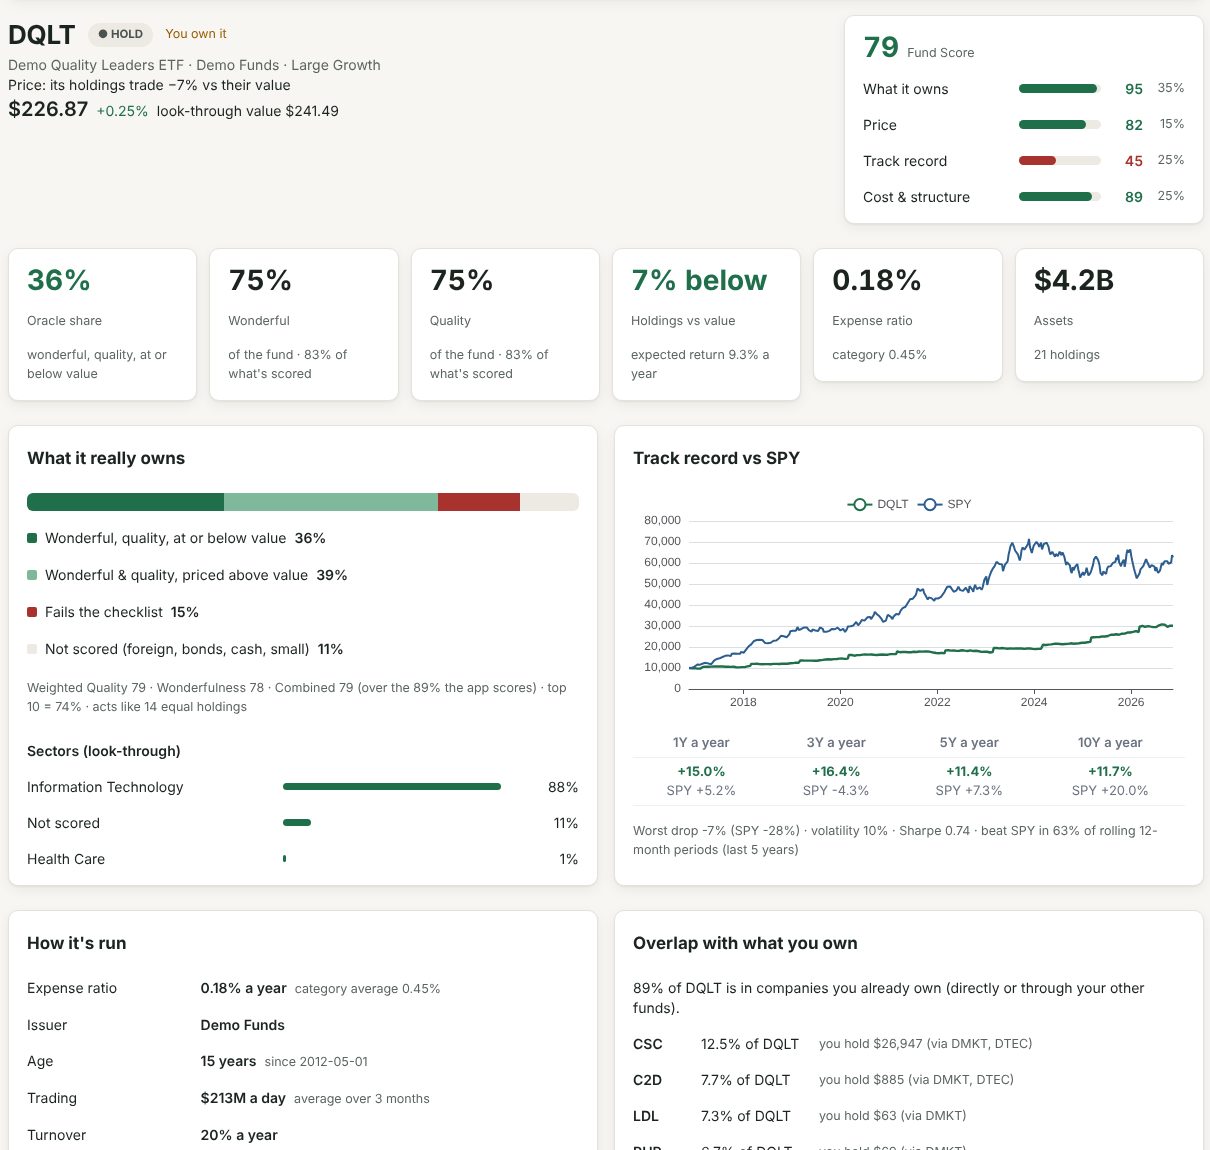 DQLT HOLD You own it
Demo Quality Leaders ETF · Demo Funds · Large Growth
Price: its holdings trade −7% vs their value
$226.87 +0.25% look-through value $241.49
79 Fund Score
What it owns 95 35%
Price 82 15%
Track record 45 25%
Cost & structure 89 25%
36%
Oracle share
wonderful, quality, at or
below value
75%
Wonderful
of the fund · 83% of
what's scored
75%
Quality
of the fund · 83% of
what's scored
7% below
Holdings vs value
expected return 9.3% a
year
0.18%
Expense ratio
category 0.45%
$4.2B
Assets
21 holdings
What it really owns
Wonderful, quality, at or below value 36%
Wonderful & quality, priced above value 39%
Fails the checklist 15%
Not scored (foreign, bonds, cash, small) 11%
Weighted Quality 79 · Wonderfulness 78 · Combined 79 (over the 89% the app scores) · top
10 = 74% · acts like 14 equal holdings
Sectors (look-through)
Information Technology 88%
Not scored 11%
Health Care 1%
Track record vs SPY
DQLT SPY
80,000
70,000
60,000
50,000
40,000
30,000
20,000
10,000
0
2018 2020 2022 2024 2026
1Y a year 3Y a year 5Y a year 10Y a year
+15.0% +16.4% +11.4% +11.7%
SPY +5.2% SPY -4.3% SPY +7.3% SPY +20.0%
Worst drop -7% (SPY -28%) · volatility 10% · Sharpe 0.74 · beat SPY in 63% of rolling 12-
month periods (last 5 years)
How it's run
Expense ratio 0.18% a year category average 0.45%
Issuer Demo Funds
Age 15 years since 2012-05-01
Trading $213M a day average over 3 months
Turnover 20% a year
Overlap with what you own
89% of DQLT is in companies you already own (directly or through your other
funds).
CSC 12.5% of DQLT you hold $26,947 (via DMKT, DTEC)
C2D 7.7% of DQLT you hold $885 (via DMKT, DTEC)
LDL 7.3% of DQLT you hold $63 (via DMKT)